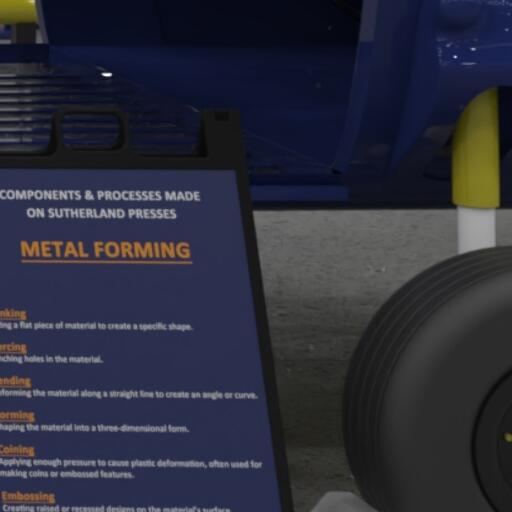 COMPONENTS & PROCESSES MADE
ON SUTHERLAND PRESSES
METAL FORMING
nking
ing a flat piece of material to create a specific shape.
ercing
nching holes in the material.
ending
eforming the material along a straight line to create an angle or curve.
orming
haping the material into a three-dimensional form.
Coining
Applying enough pressure to cause plastic deformation, often used for
making coins or embossed features.
Embossing
Creating raised or recessed designs on the material's surface.